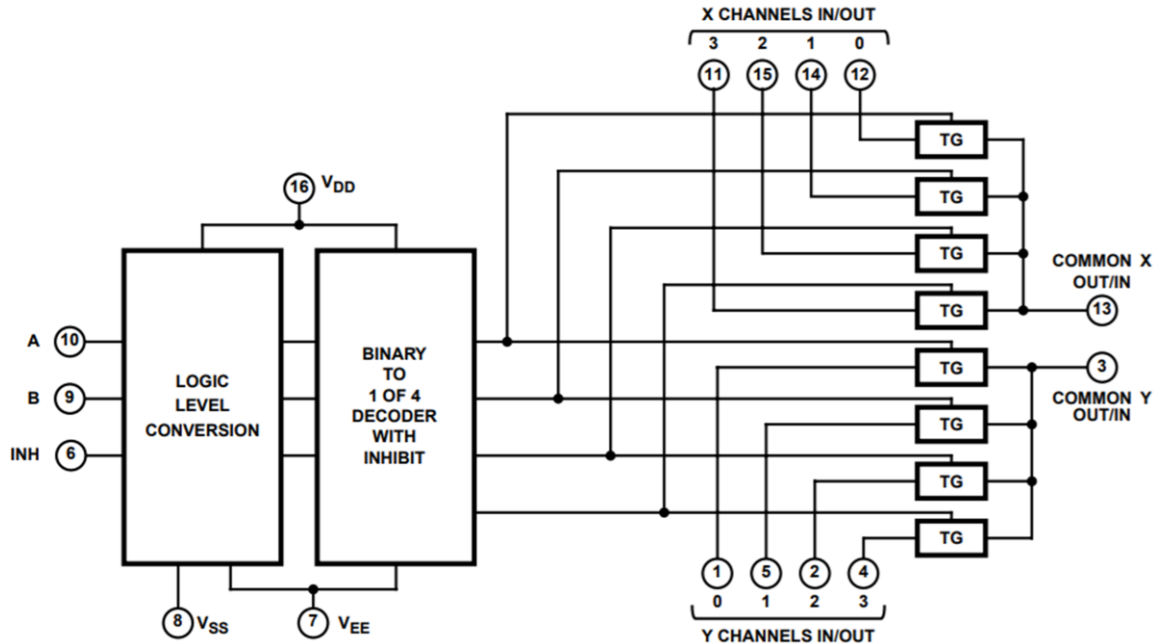 X CHANNELS IN/OUT
3 2 1 0
11 15 14 12
TG
TG
16 VDD
TG
COMMON X
OUT/IN
TG
13
A 10
BINARY
TO
1 OF 4
DECODER
WITH
INHIBIT
LOGIC
LEVEL
CONVERSION
TG
3
B 9
COMMON Y
OUT/IN
TG
INH 6
TG
TG
1 5 2 4
0 1 2 3
8 VSS
7 VEE
Y CHANNELS IN/OUT